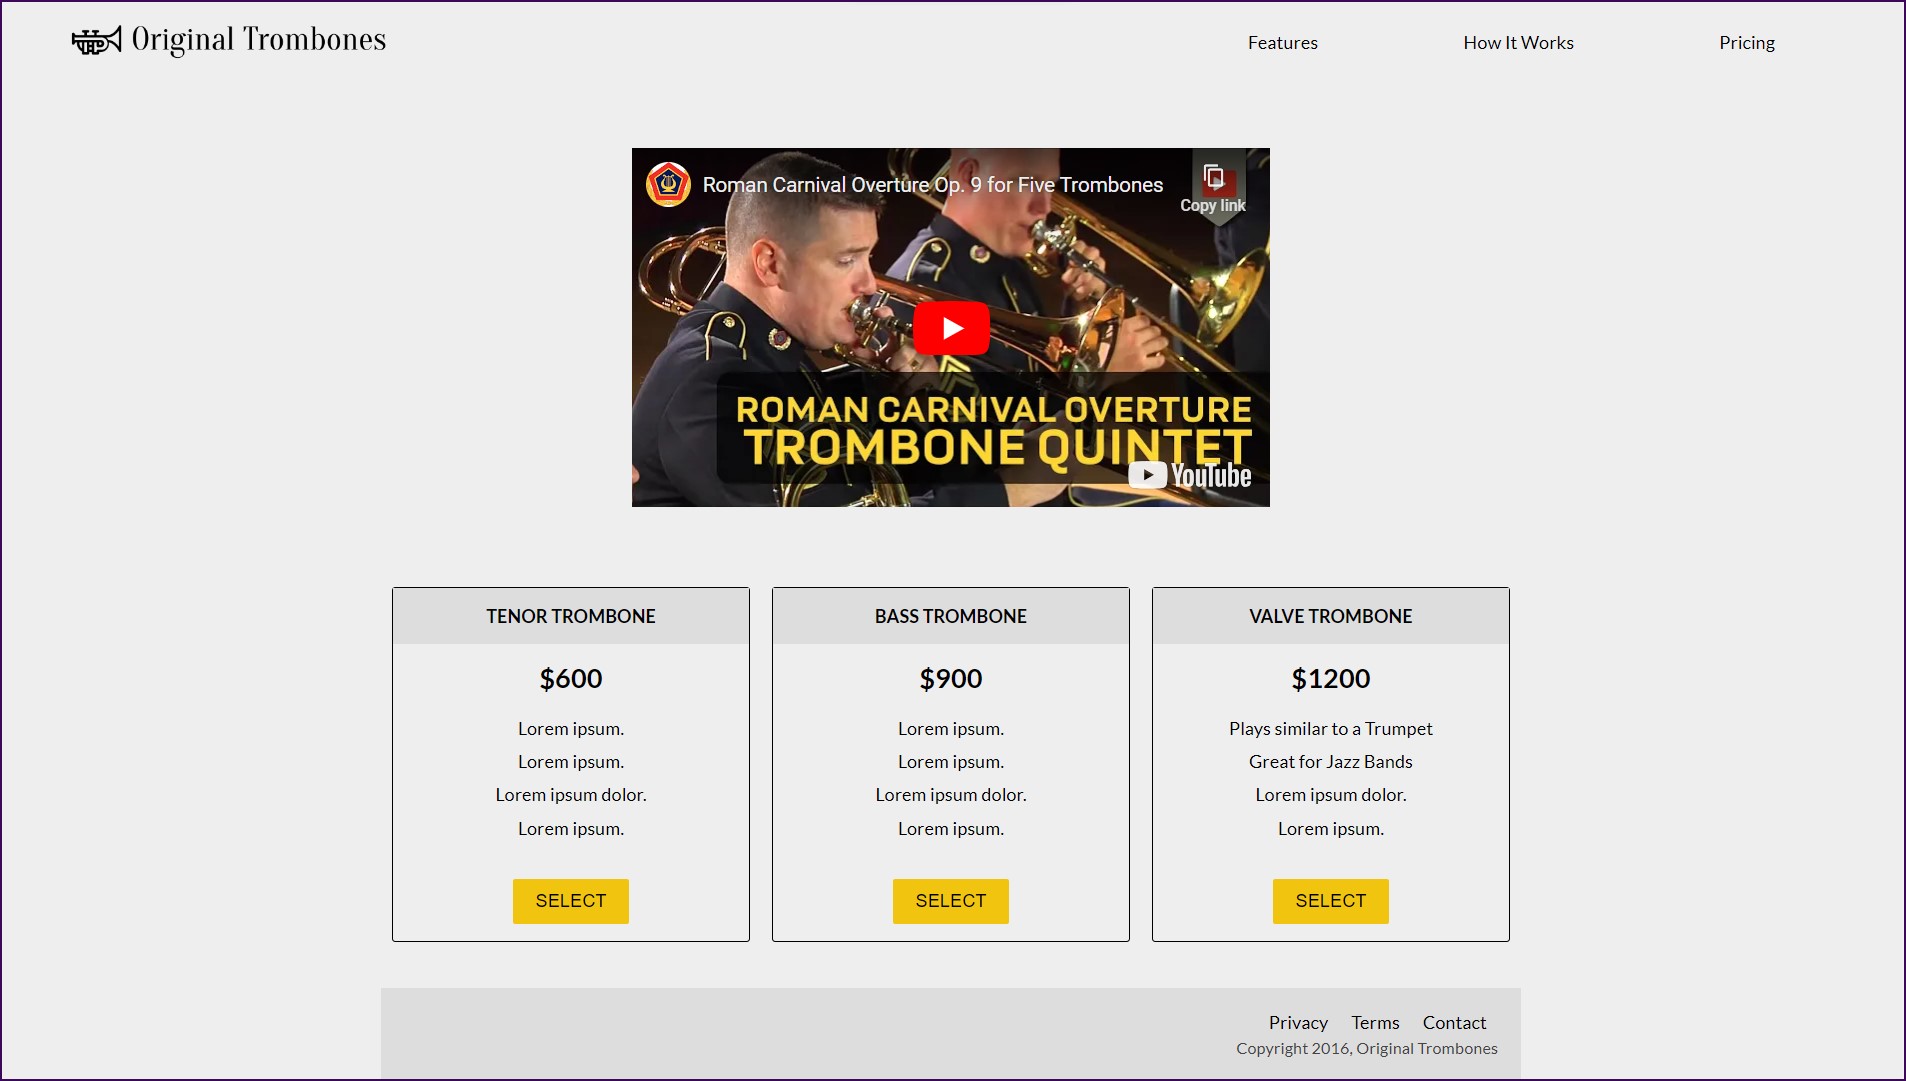 Original Trombones
Features
How It Works
Pricing
Roman Carnival Overture Op. 9 for Five Trombones
Copy link
ROMAN CARNIVAL OVERTURE
TROMBONE QUINTET
YouTube
TENOR TROMBONE
$600
Lorem ipsum.
Lorem ipsum.
Lorem ipsum dolor.
Lorem ipsum.
SELECT
BASS TROMBONE
$900
Lorem ipsum.
Lorem ipsum.
Lorem ipsum dolor.
Lorem ipsum.
SELECT
VALVE TROMBONE
$1200
Plays similar to a Trumpet
Great for Jazz Bands
Lorem ipsum dolor.
Lorem ipsum.
SELECT
Privacy Terms Contact
Copyright 2016, Original Trombones